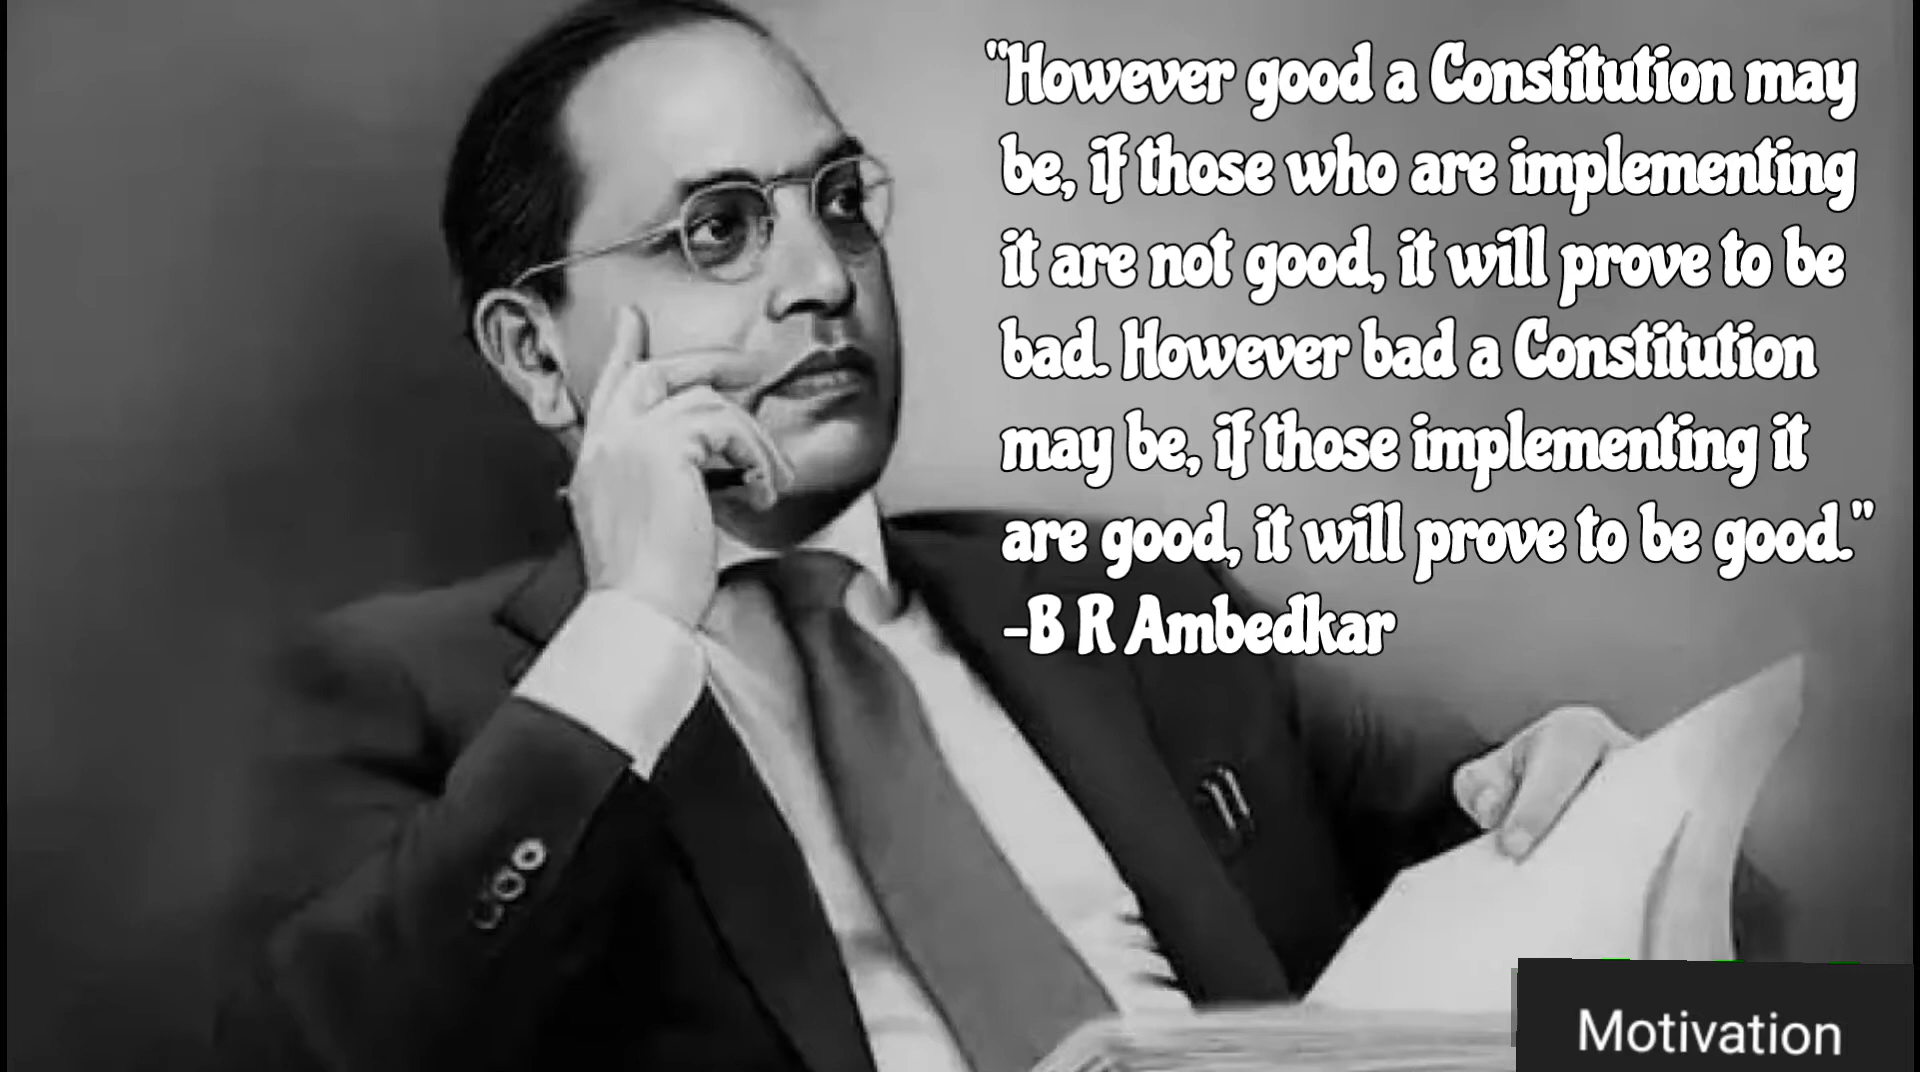 "However good a Constitution may
be, if those who are implementing
it are not good, it will prove to be
bad. However bad a Constitution
may be, if those implementing it
are good, it will prove to be good."
-B R Ambedkar
Motivation